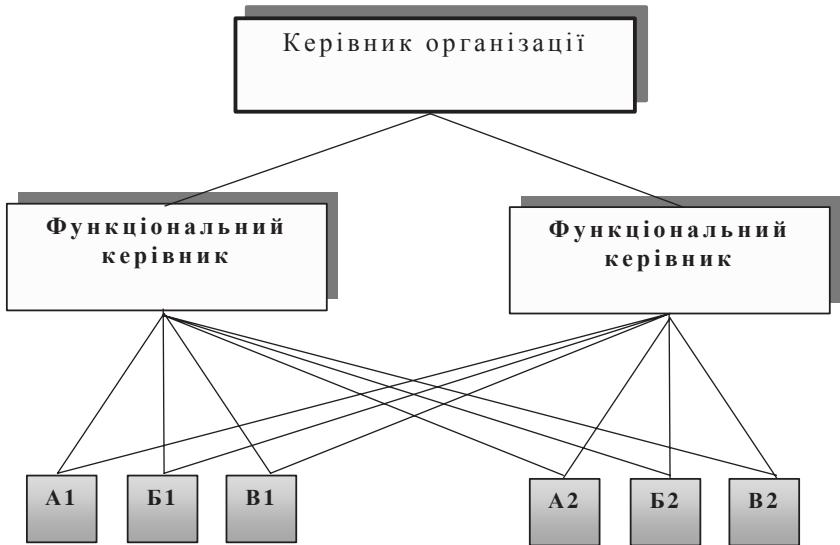 Керівник організації
Функціональний
керівник
Функціональний
керівник
А1 Б1 В1 А2 Б2 В2